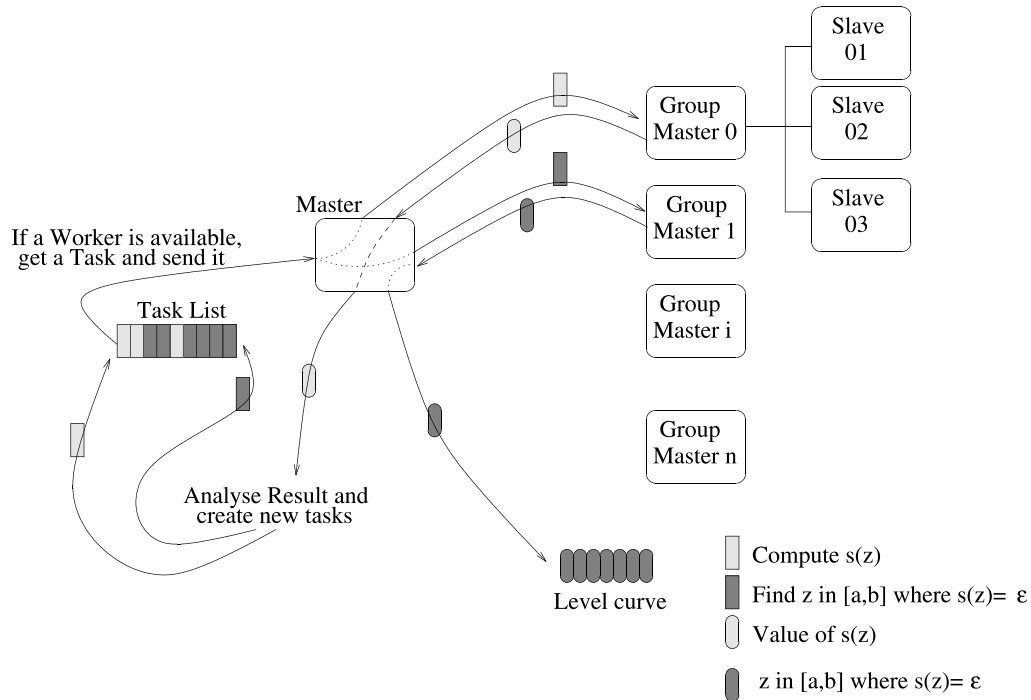 Slave
01
Group
Master 0
Slave
02
Master
Group
Master 1
Slave
03
If a Worker is available,
get a Task and send it
Task List
Group
Master i
Group
Master n
Analyse Result and
create new tasks
Level curve
Compute s(z)
Find z in [a,b] where s(z)= ε
Value of s(z)
z in [a,b] where s(z)= ε